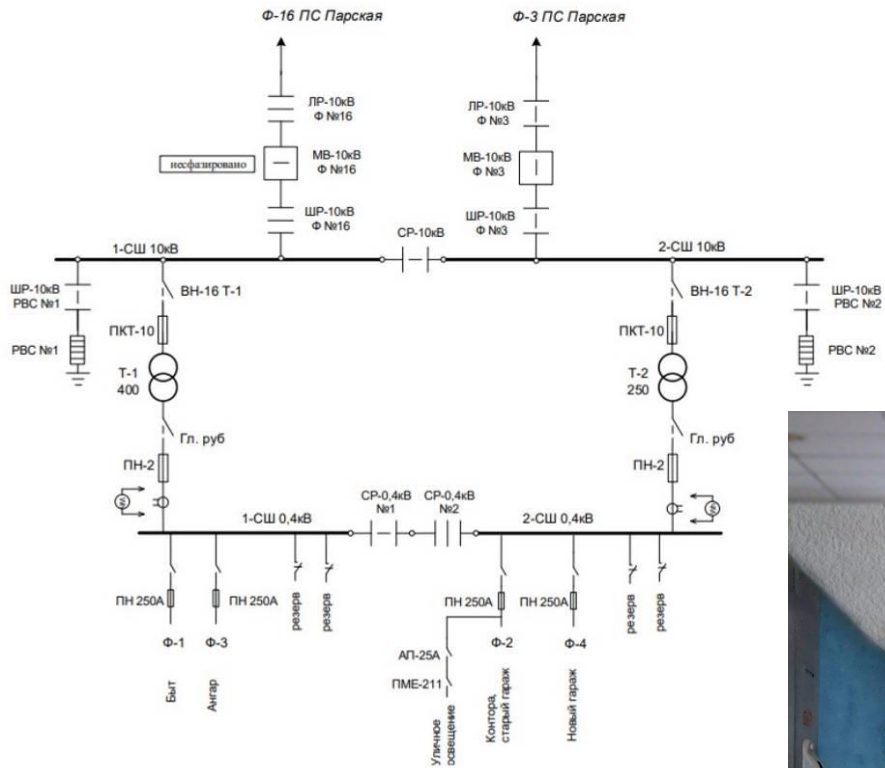 Ф-16 ПС Парская
Ф-3 ПС Парская
ЛР-10кВ
Ф №16
ЛР-10кВ
Ф №3
несфазировано
МВ-10кВ
Ф №16
МВ-10кВ
Ф №3
ШР-10кВ
Ф №16
ШР-10кВ
Ф №3
СР-10кВ
1-СШ 10кВ
2-СШ 10кВ
ШР-10кВ
РВС №1
ВН-16 Т-1
ВН-16 Т-2
ШР-10кВ
РВС №2
ПКТ-10
ПКТ-10
РВС №1
Т-1
400
Т-2
250
РВС №2
Гл. руб
Гл. руб
ПН-2
ПН-2
СР-0,4кВ
№1
СР-0,4кВ
№2
1-СШ 0,4кВ
2-СШ 0,4кВ
ПН 250А
ПН 250А
резерв
резерв
ПН 250А
ПН 250А
резерв
резерв
Ф-1
Ф-3
Ф-2
Ф-4
АП-25А
ПМЕ-211
Быт
Ангар
Уличное
освещение
Контора,
старый гараж
Новый гараж